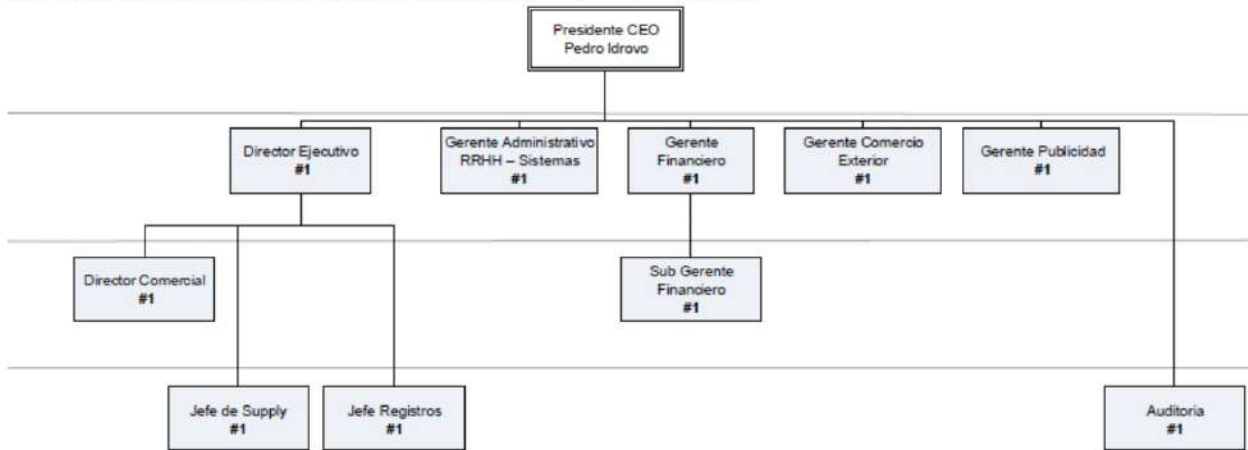 Presidente CEO
Pedro Idrovo
Director Ejecutivo
#1
Gerente Administrativo
RRHH – Sistemas
#1
Gerente
Financiero
#1
Gerente Comercio
Exterior
#1
Gerente Publicidad
#1
Director Comercial
#1
Sub Gerente
Financiero
#1
Jefe de Supply
#1
Jefe Registros
#1
Auditoria
#1